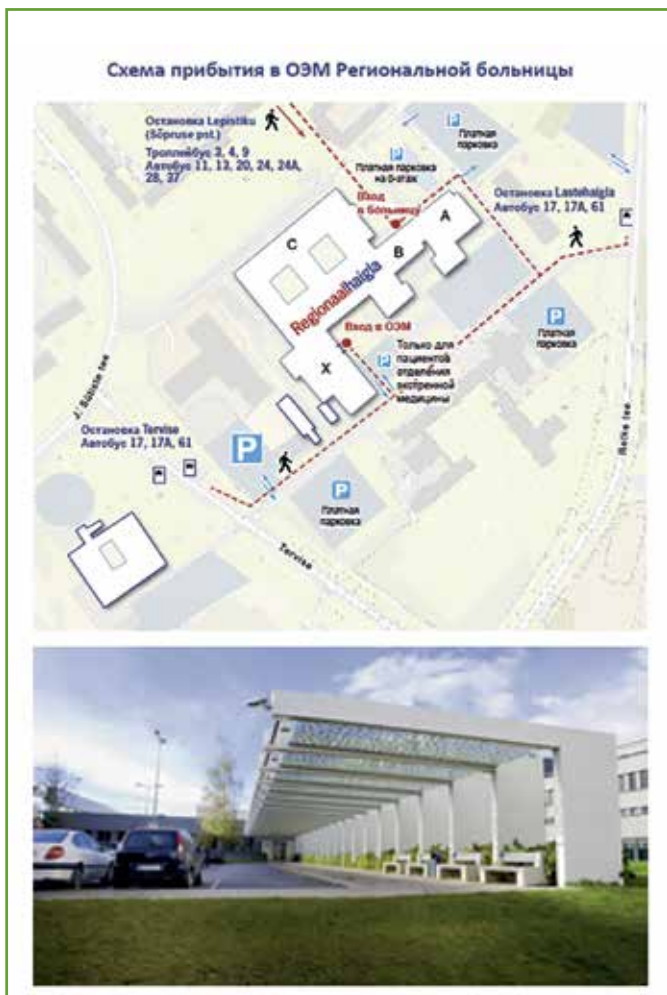 Схема прибытия в ОЭМ Региональной больницы
Остановка Lepistiku
(Sõpruse pst.)
Троллейбус 3, 4, 9
Автобус 11, 13, 20, 24, 24A,
28, 37
P
Платная
парковка
P
Платная парковка
на 0-этаж
Вход
в больницу
Остановка Lastehaigla
Автобус 17, 17A, 61
A
B
C
Regionaalhaigla
Вход в ОЭМ
P
Только для
пациентов
отделения
экстренной
медицины
P
Платная
парковка
X
J. Sütiste tee
Остановка Tervise
Автобус 17, 17A, 61
P
P
Платная
парковка
Tervise